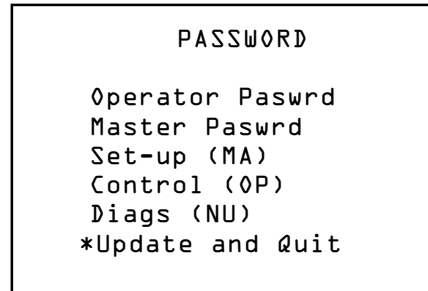 PASSWORD
Operator Paswrd
Master Paswrd
Set-up (MA)
Control (OP)
Diags (NU)
*Update and Quit